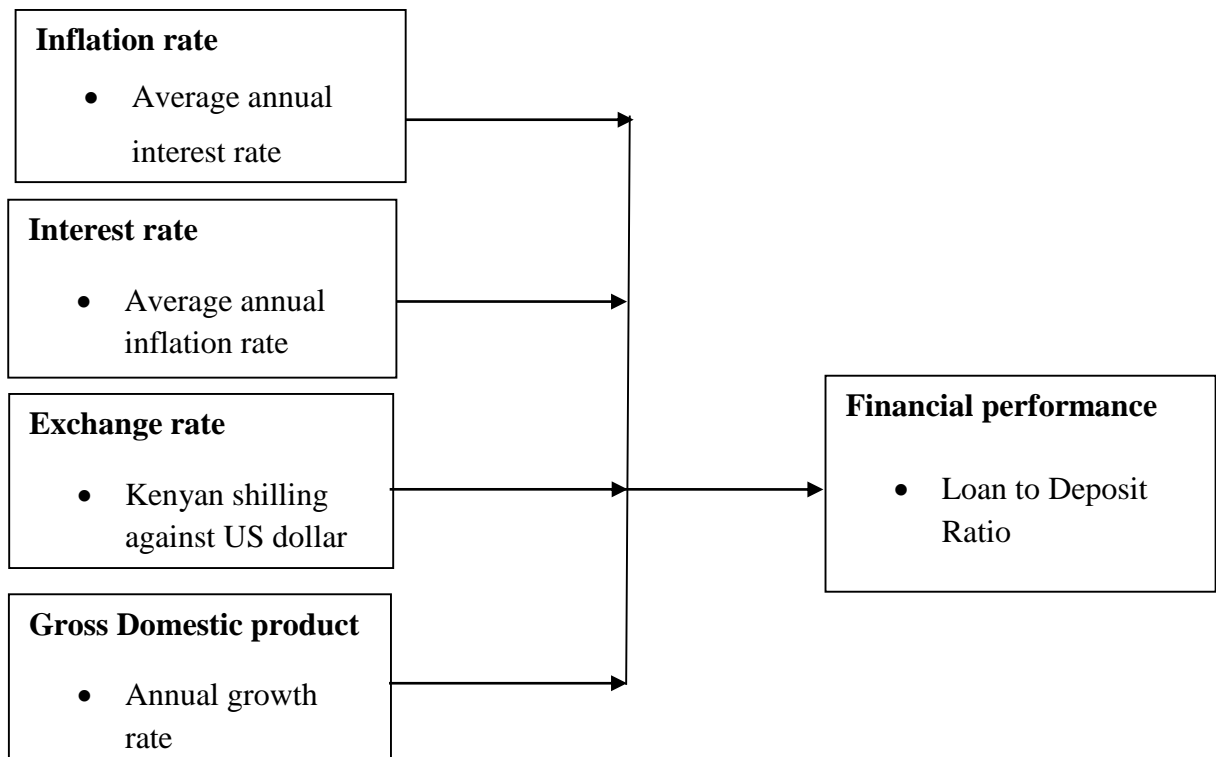 Inflation rate
• Average annual
interest rate
Interest rate
• Average annual
inflation rate
Exchange rate
• Kenyan shilling
against US dollar
Gross Domestic product
• Annual growth
rate
Financial performance
• Loan to Deposit
Ratio